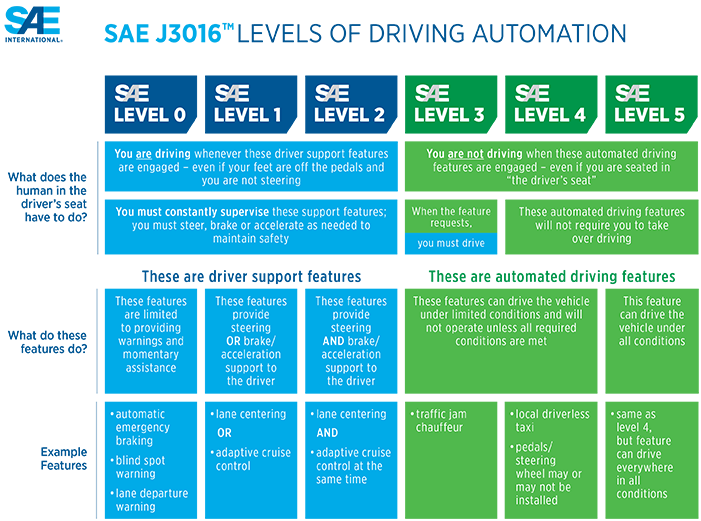 SAE
INTERNATIONAL®
SAE J3016™ LEVELS OF DRIVING AUTOMATION
SAE
LEVEL 0
SAE
LEVEL 1
SAE
LEVEL 2
SAE
LEVEL 3
SAE
LEVEL 4
SAE
LEVEL 5
What does the
human in the
driver's seat
have to do?
You are driving whenever these driver support features
are engaged – even if your feet are off the pedals and
you are not steering
You are not driving when these automated driving
features are engaged – even if you are seated in
“the driver's seat”
You must constantly supervise these support features;
you must steer, brake or accelerate as needed to
maintain safety
When the feature
requests,
you must drive
These automated driving features
will not require you to take
over driving
These are driver support features
These are automated driving features
What do these
features do?
These features
are limited
to providing
warnings and
momentary
assistance
These features
provide
steering
OR brake/
acceleration
support to
the driver
These features
provide
steering
AND brake/
acceleration
support to
the driver
These features can drive the vehicle
under limited conditions and will
not operate unless all required
conditions are met
This feature
can drive the
vehicle under
all conditions
Example
Features
•automatic
emergency
braking
•blind spot
warning
•lane departure
warning
•lane centering
OR
•adaptive cruise
control
•lane centering
AND
•adaptive cruise
control at the
same time
•traffic jam
chauffeur
•local driverless
taxi
•pedals/
steering
wheel may or
may not be
installed
•same as
level 4,
but feature
can drive
everywhere
in all
conditions